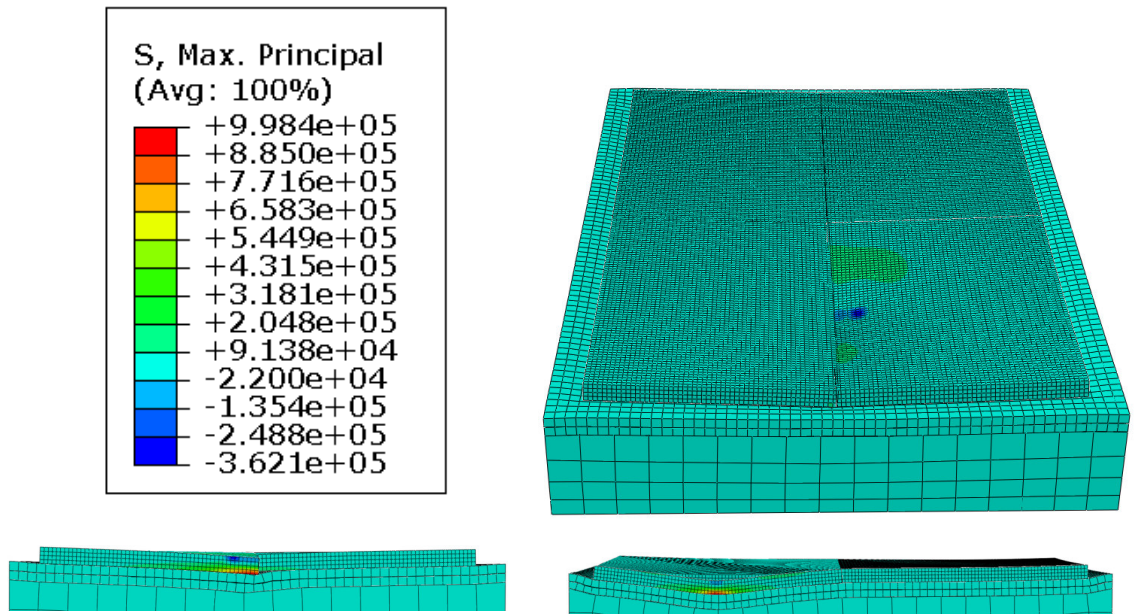 S, Max. Principal
(Avg: 100%)
+9.984e+05
+8.850e+05
+7.716e+05
+6.583e+05
+5.449e+05
+4.315e+05
+3.181e+05
+2.048e+05
+9.138e+04
-2.200e+04
-1.354e+05
-2.488e+05
-3.621e+05